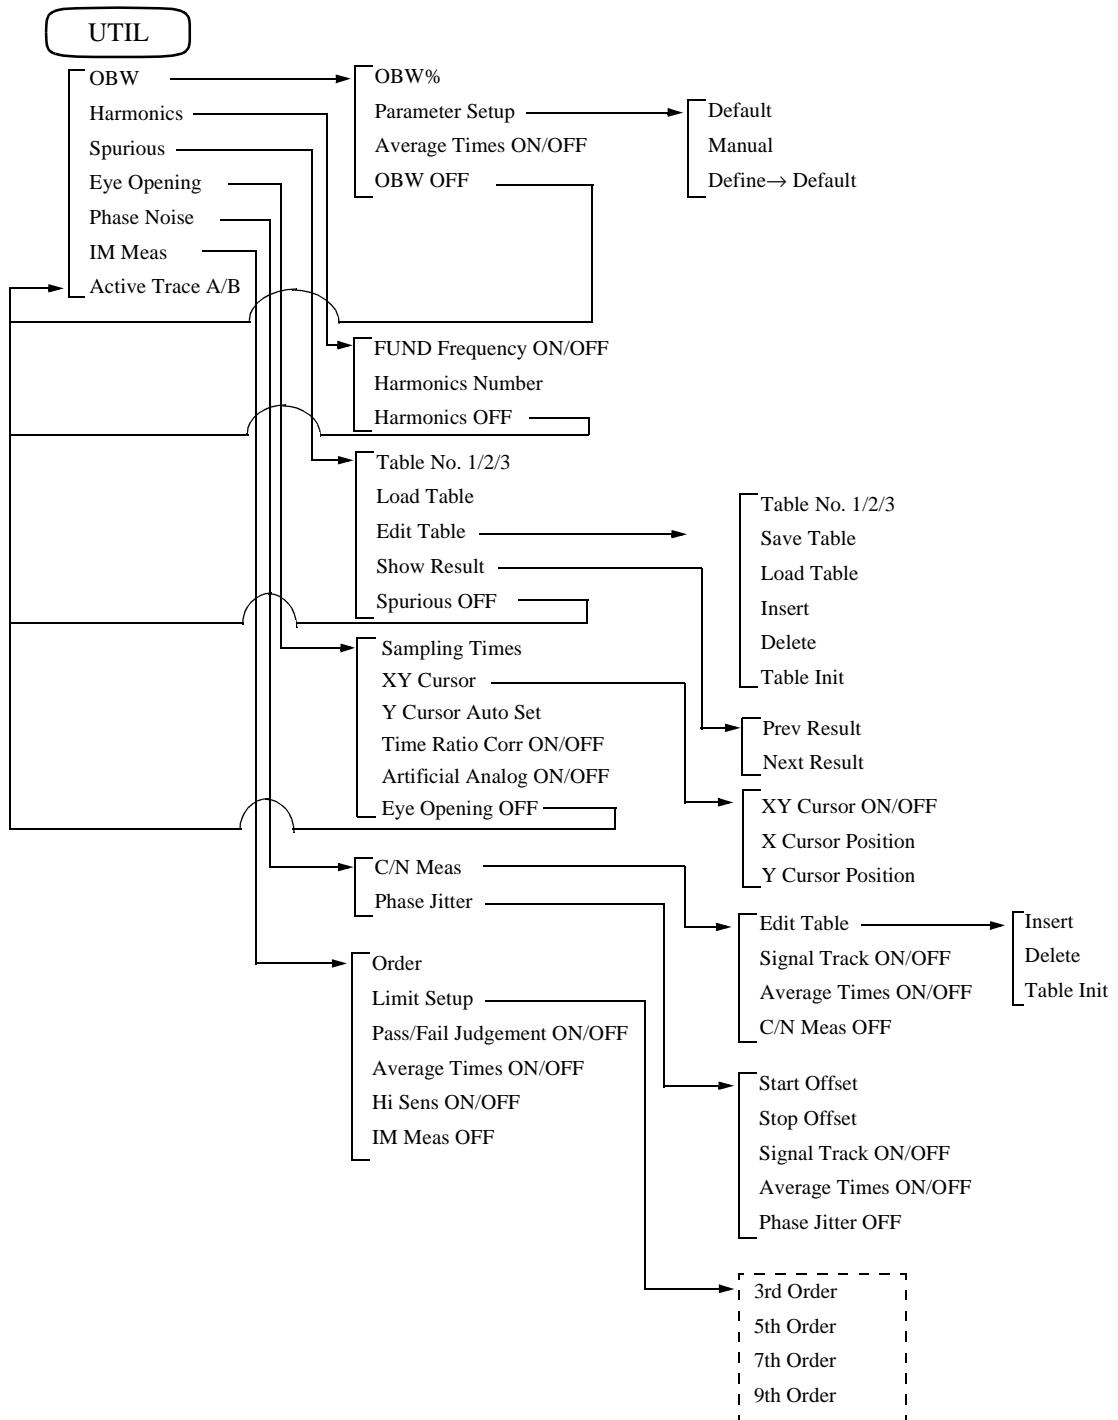 UTIL
OBW
Harmonics
Spurious
Eye Opening
Phase Noise
IM Meas
Active Trace A/B
OBW%
Parameter Setup
Average Times ON/OFF
OBW OFF
Default
Manual
Define→ Default
FUND Frequency ON/OFF
Harmonics Number
Harmonics OFF
Table No. 1/2/3
Load Table
Edit Table
Show Result
Spurious OFF
Table No. 1/2/3
Save Table
Load Table
Insert
Delete
Table Init
Prev Result
Next Result
Sampling Times
XY Cursor
Y Cursor Auto Set
Time Ratio Corr ON/OFF
Artificial Analog ON/OFF
Eye Opening OFF
XY Cursor ON/OFF
X Cursor Position
Y Cursor Position
C/N Meas
Phase Jitter
Edit Table
Signal Track ON/OFF
Average Times ON/OFF
C/N Meas OFF
Insert
Delete
Table Init
Start Offset
Stop Offset
Signal Track ON/OFF
Average Times ON/OFF
Phase Jitter OFF
Order
Limit Setup
Pass/Fail Judgement ON/OFF
Average Times ON/OFF
Hi Sens ON/OFF
IM Meas OFF
3rd Order
5th Order
7th Order
9th Order